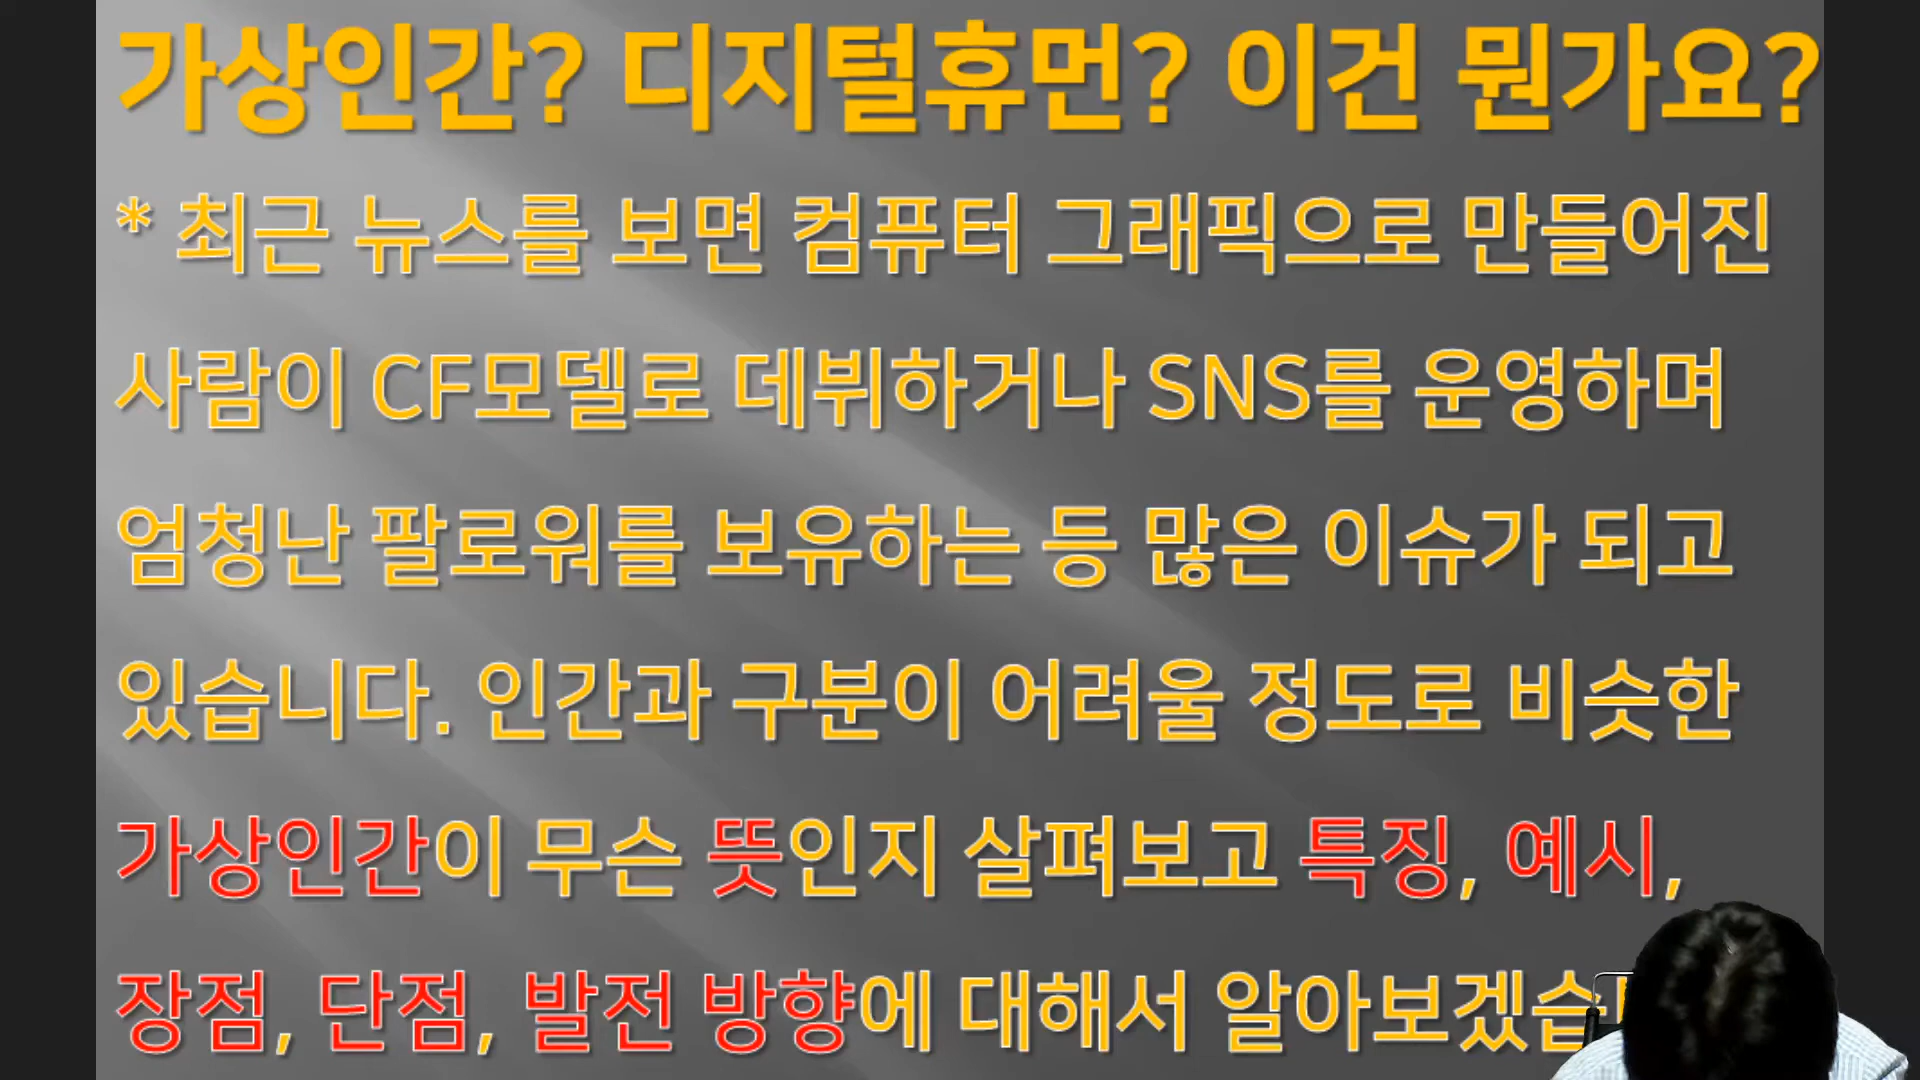 가상인간? 디지털휴먼? 이건 뭔가요?
* 최근 뉴스를 보면 컴퓨터 그래픽으로 만들어진
사람이 CF모델로 데뷔하거나 SNS를 운영하며
엄청난 팔로워를 보유하는 등 많은 이슈가 되고
있습니다. 인간과 구분이 어려울 정도로 비슷한
가상인간이 무슨 뜻인지 살펴보고 특징, 예시,
장점, 단점, 발전 방향에 대해서